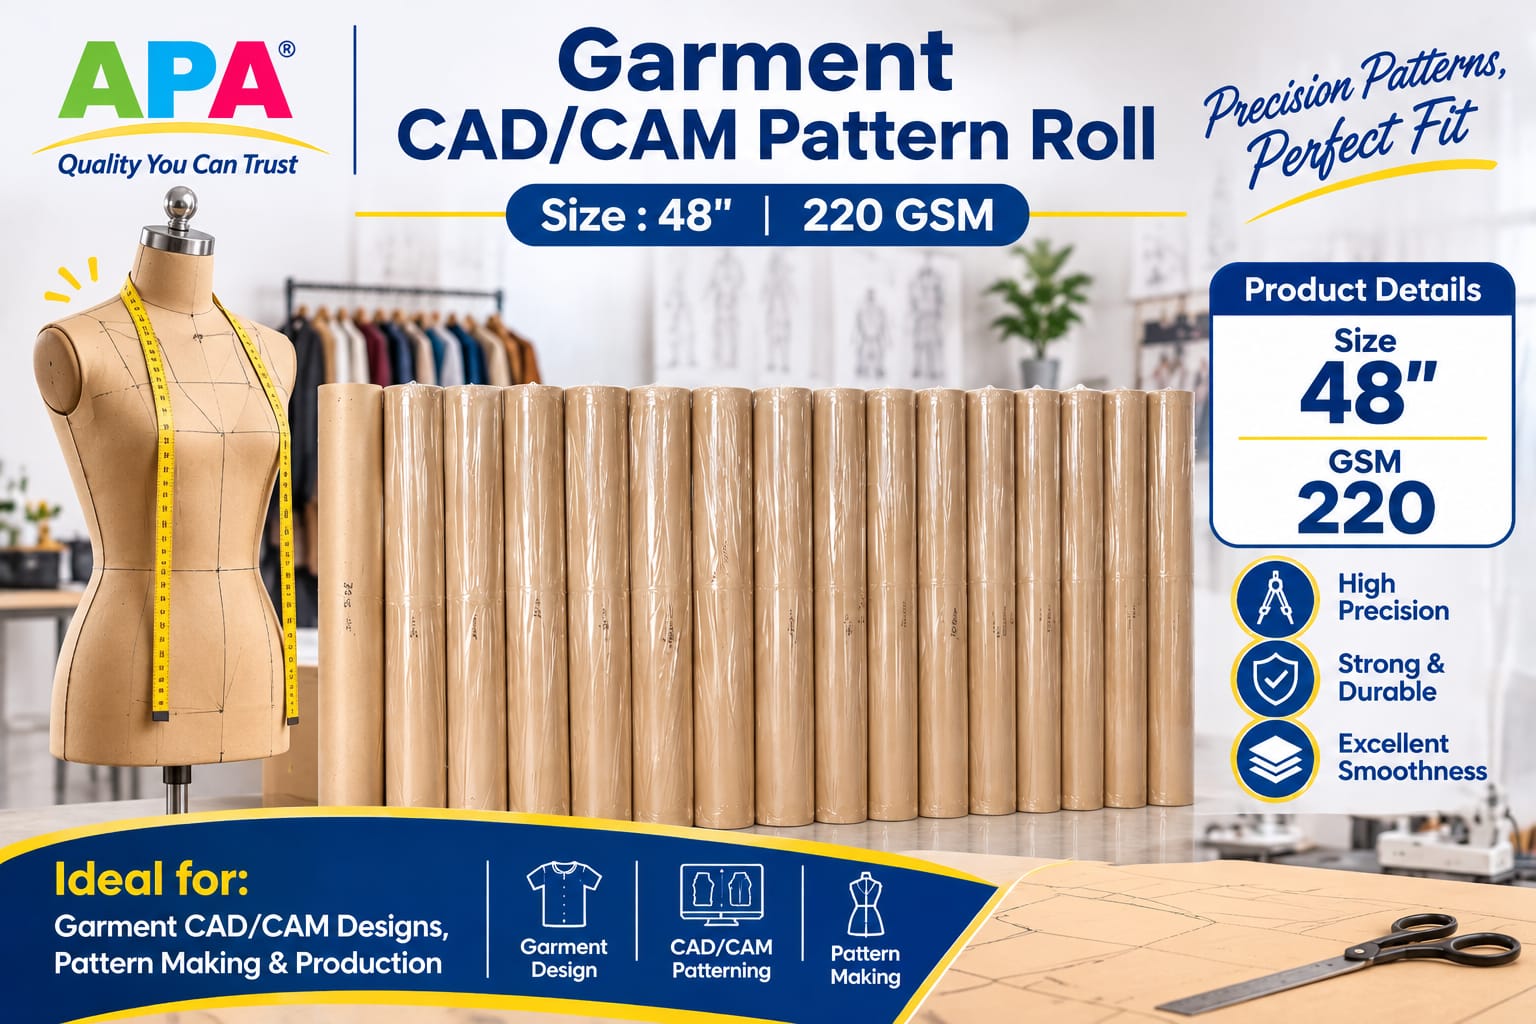 APA®
Quality You Can Trust
Garment
CAD/CAM Pattern Roll
Size : 48" | 220 GSM
Precision Patterns,
Perfect Fit
Product Details
Size
48"
GSM
220
High
Precision
Strong &
Durable
Excellent
Smoothness
Ideal for:
Garment CAD/CAM Designs,
Pattern Making & Production
Garment
Design
CAD/CAM
Patterning
Pattern
Making